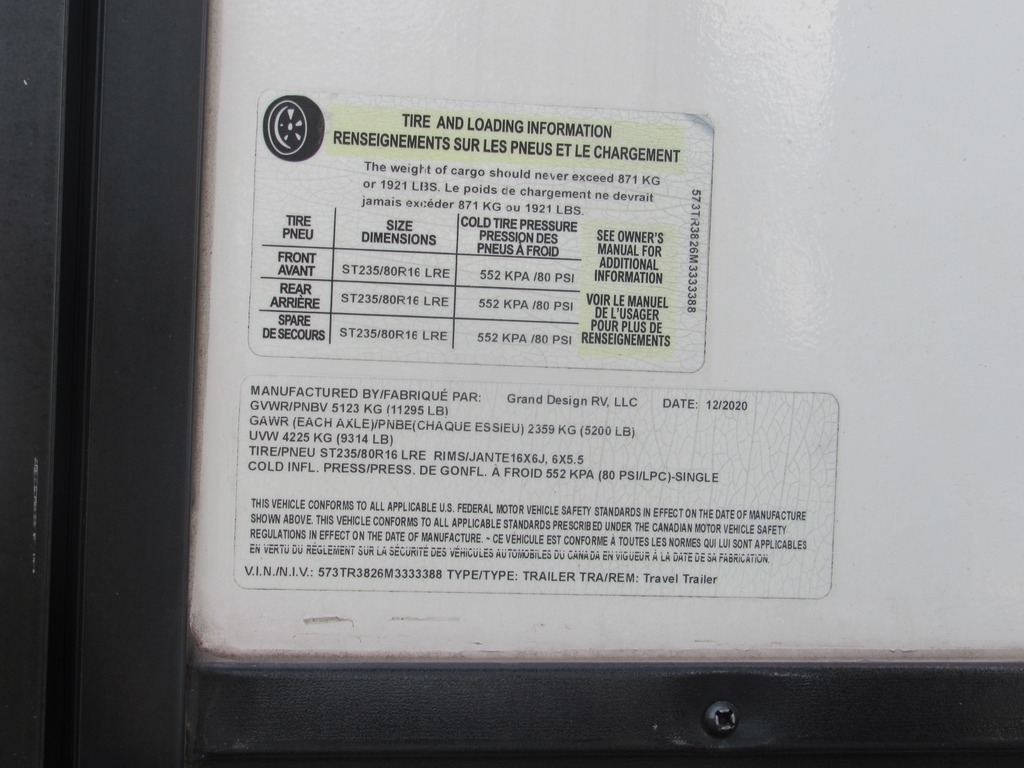 TIRE AND LOADING INFORMATION
RENSEIGNEMENTS SUR LES PNEUS ET LE CHARGEMENT
The weight of cargo should never exceed 871 KG
or 1921 LBS. Le poids de chargement ne devrait
jamais excéder 871 KG ou 1921 LBS.
TIRE PNEU SIZE DIMENSIONS COLD TIRE PRESSURE PRESSION DES PNEUS À FROID
FRONT AVANT ST235/80R16 LRE 552 KPA /80 PSI
REAR ARRIÈRE ST235/80R16 LRE 552 KPA /80 PSI
SPARE DE SECOURS ST235/80R16 LRE 552 KPA /80 PSI
SEE OWNER'S
MANUAL FOR
ADDITIONAL
INFORMATION
VOIR LE MANUEL
DE L'USAGER
POUR PLUS DE
RENSEIGNEMENTS
573TR3826M3333388
MANUFACTURED BY/FABRIQUÉ PAR: Grand Design RV, LLC DATE: 12/2020
GVWR/PNBV 5123 KG (11295 LB)
GAWR (EACH AXLE)/PNBE(CHAQUE ESSIEU) 2359 KG (5200 LB)
UVW 4225 KG (9314 LB)
TIRE/PNEU ST235/80R16 LRE RIMS/JANTE16X6J, 6X5.5
COLD INFL. PRESS/PRESS. DE GONFL. À FROID 552 KPA (80 PSI/LPC)-SINGLE
THIS VEHICLE CONFORMS TO ALL APPLICABLE U.S. FEDERAL MOTOR VEHICLE SAFETY STANDARDS IN EFFECT ON THE DATE OF MANUFACTURE
SHOWN ABOVE. THIS VEHICLE CONFORMS TO ALL APPLICABLE STANDARDS PRESCRIBED UNDER THE CANADIAN MOTOR VEHICLE SAFETY
REGULATIONS IN EFFECT ON THE DATE OF MANUFACTURE. ~ CE VÉHICULE EST CONFORME À TOUTES LES NORMES QUI LUI SONT APPLICABLES
EN VERTU DU RÈGLEMENT SUR LA SÉCURITÉ DES VÉHICULES AUTOMOBILES DU CANADA EN VIGUEUR À LA DATE DE SA FABRICATION.
V.I.N./N.I.V.: 573TR3826M3333388 TYPE/TYPE: TRAILER TRA/REM: Travel Trailer